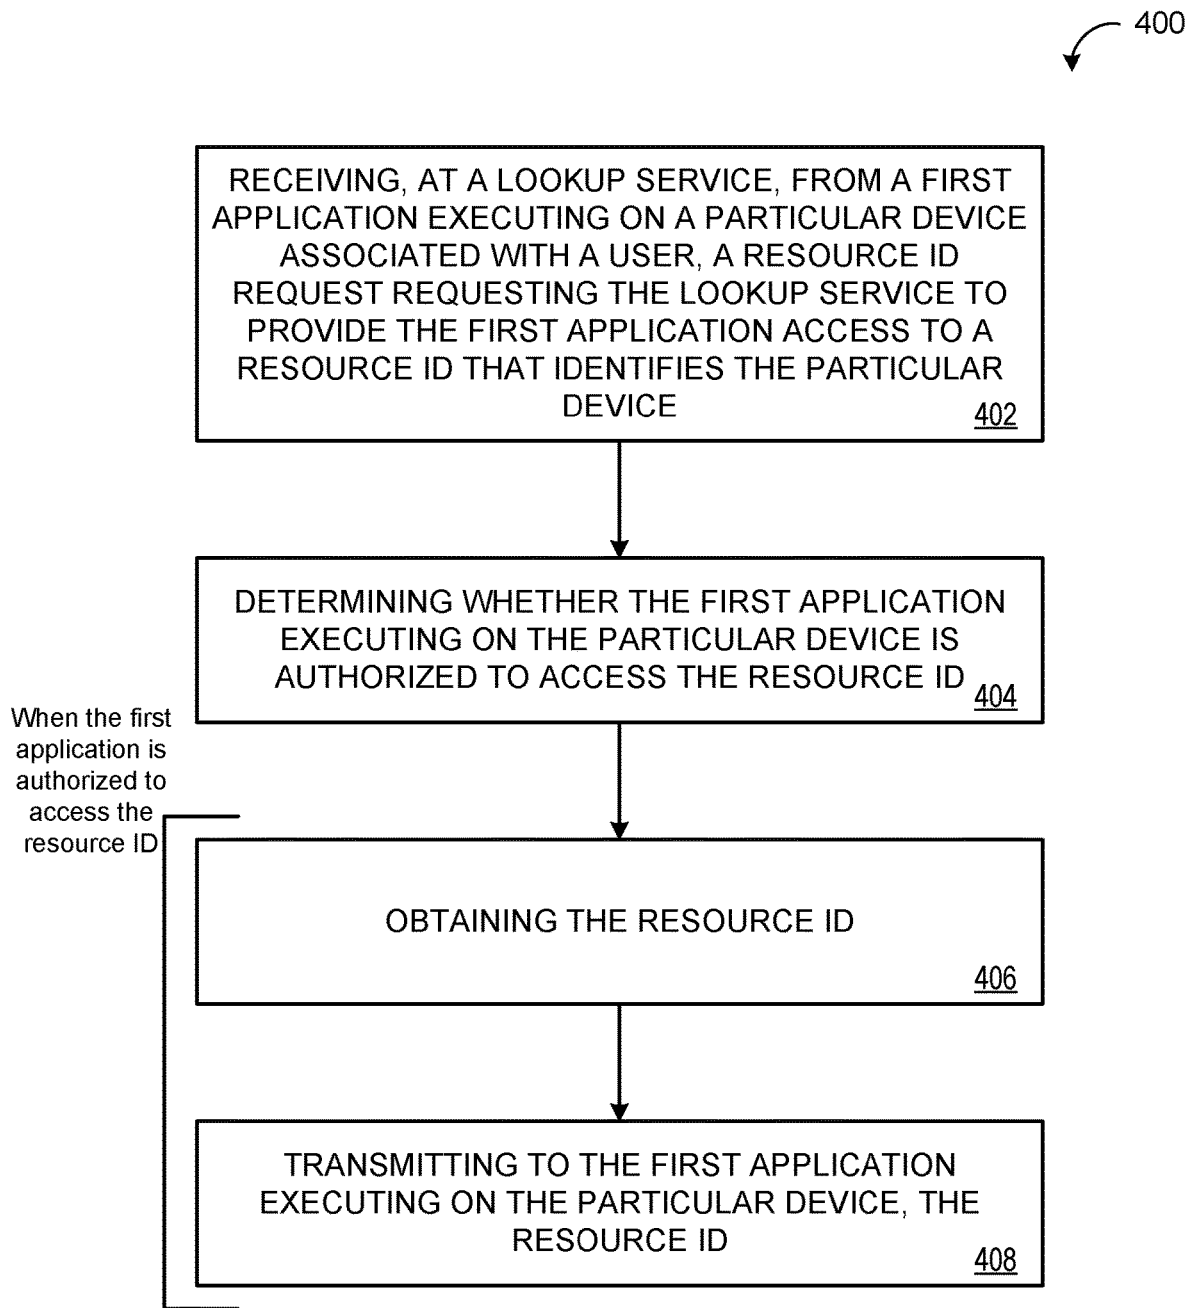 400
RECEIVING, AT A LOOKUP SERVICE, FROM A FIRST
APPLICATION EXECUTING ON A PARTICULAR DEVICE
ASSOCIATED WITH A USER, A RESOURCE ID
REQUEST REQUESTING THE LOOKUP SERVICE TO
PROVIDE THE FIRST APPLICATION ACCESS TO A
RESOURCE ID THAT IDENTIFIES THE PARTICULAR
DEVICE
402
DETERMINING WHETHER THE FIRST APPLICATION
EXECUTING ON THE PARTICULAR DEVICE IS
AUTHORIZED TO ACCESS THE RESOURCE ID
404
When the first
application is
authorized to
access the
resource ID
OBTAINING THE RESOURCE ID
406
TRANSMITTING TO THE FIRST APPLICATION
EXECUTING ON THE PARTICULAR DEVICE, THE
RESOURCE ID
408